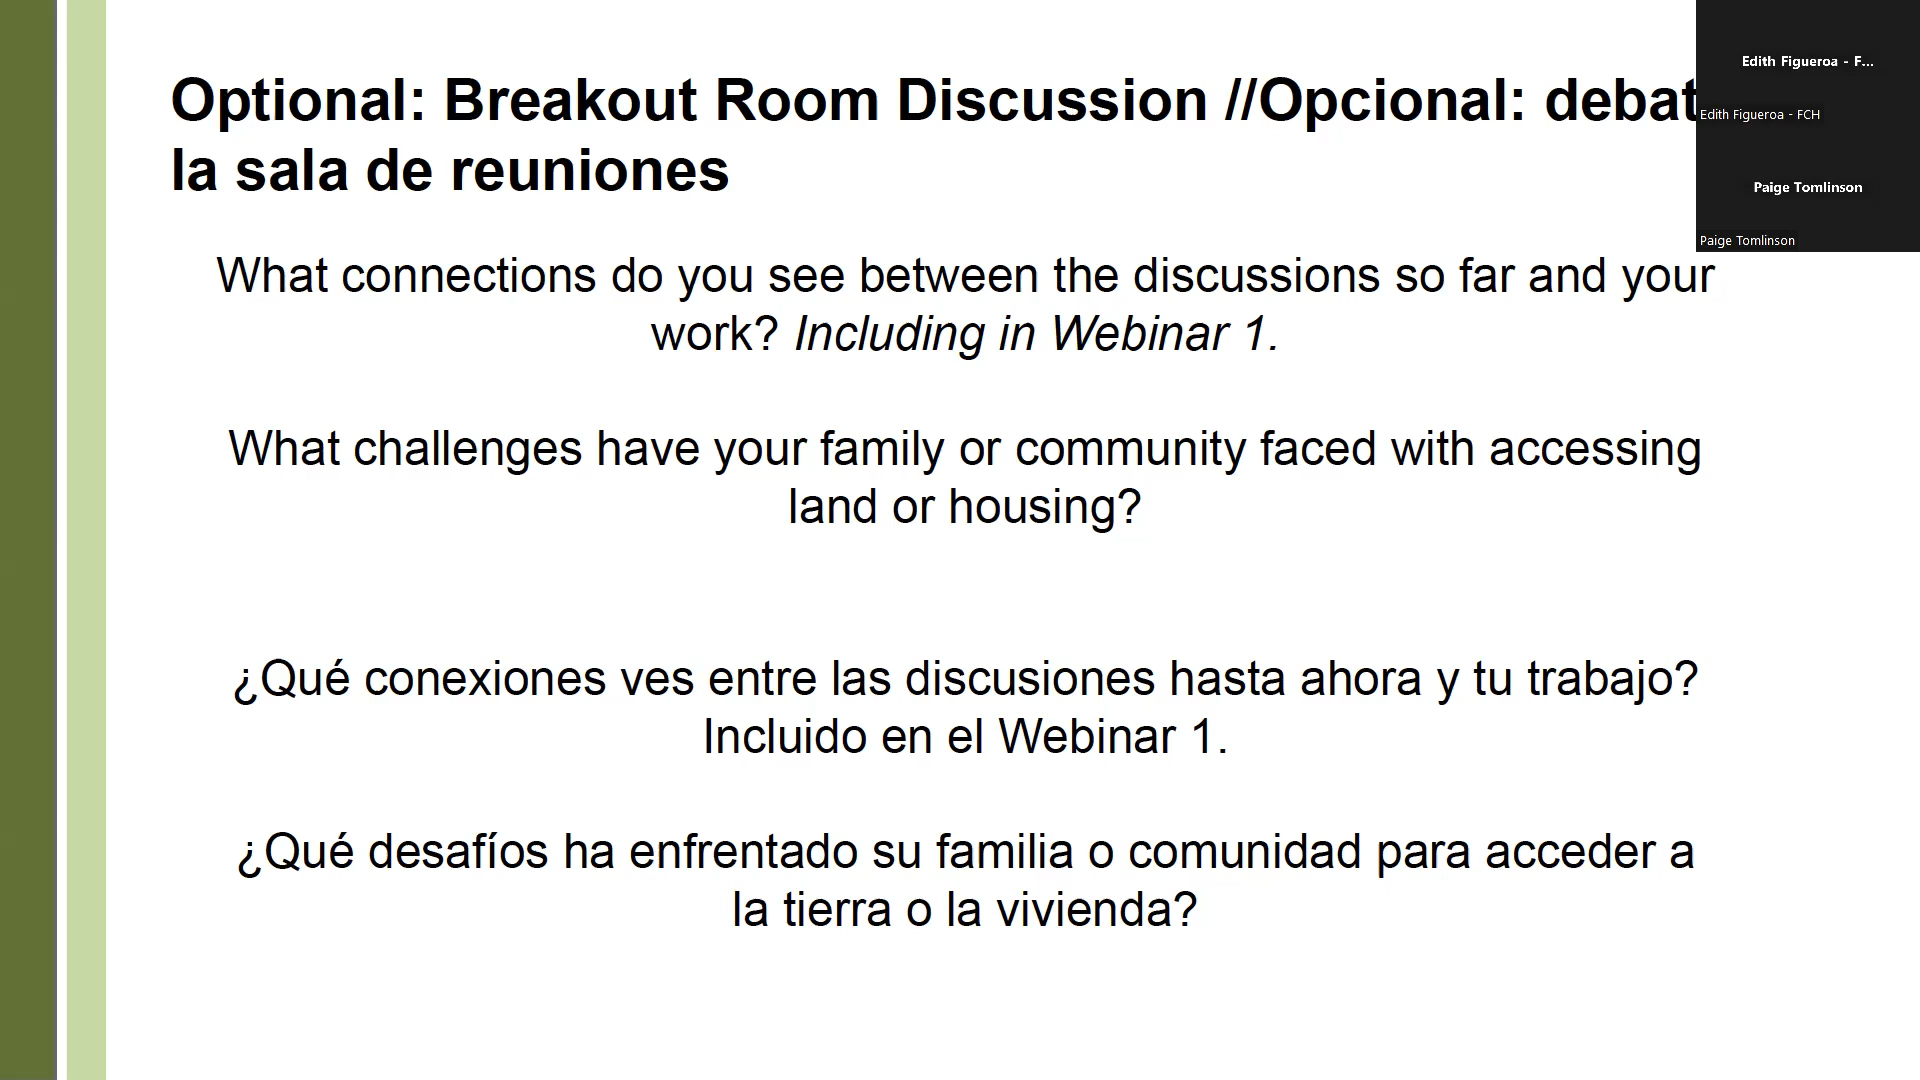 Optional: Breakout Room Discussion //Opcional: debat
la sala de reuniones
Edith Figueroa - F...
Edith Figueroa - FCH
Paige Tomlinson
Paige Tomlinson
What connections do you see between the discussions so far and your
work? Including in Webinar 1.
What challenges have your family or community faced with accessing
land or housing?
¿Qué conexiones ves entre las discusiones hasta ahora y tu trabajo?
Incluido en el Webinar 1.
¿Qué desafíos ha enfrentado su familia o comunidad para acceder a
la tierra o la vivienda?